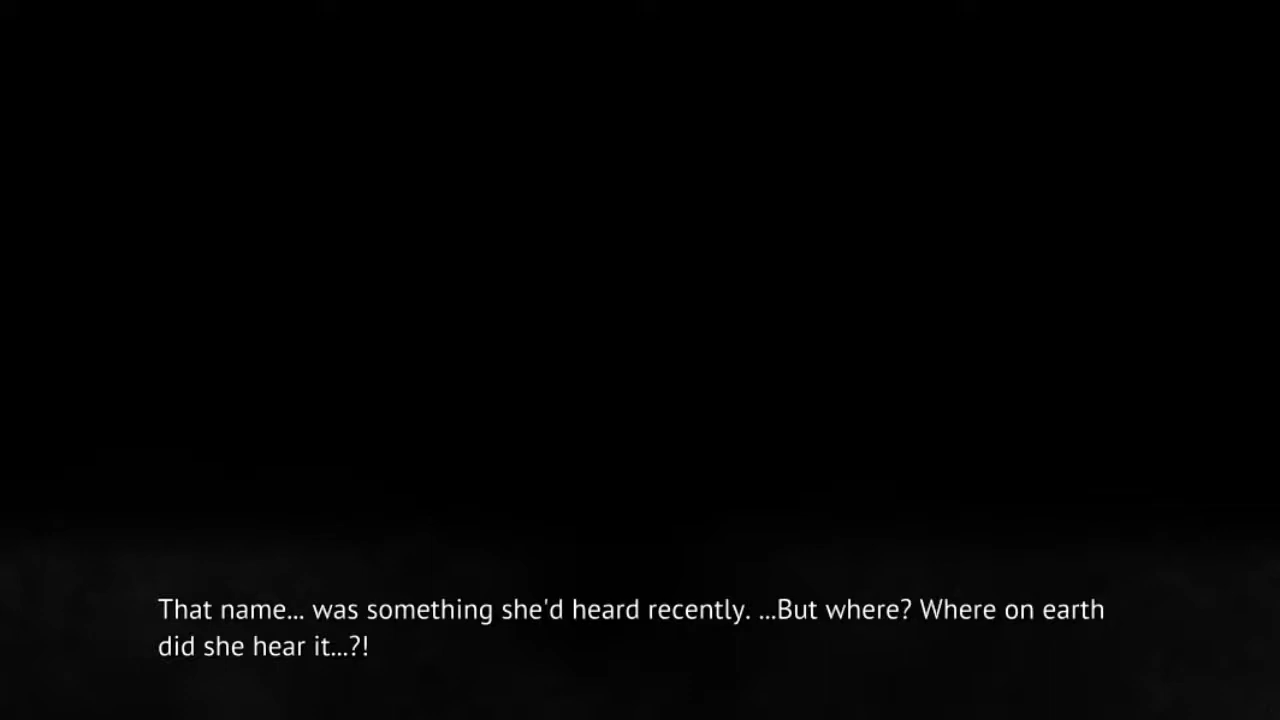 That name... was something she'd heard recently. ...But where? Where on earth
did she hear it...?!